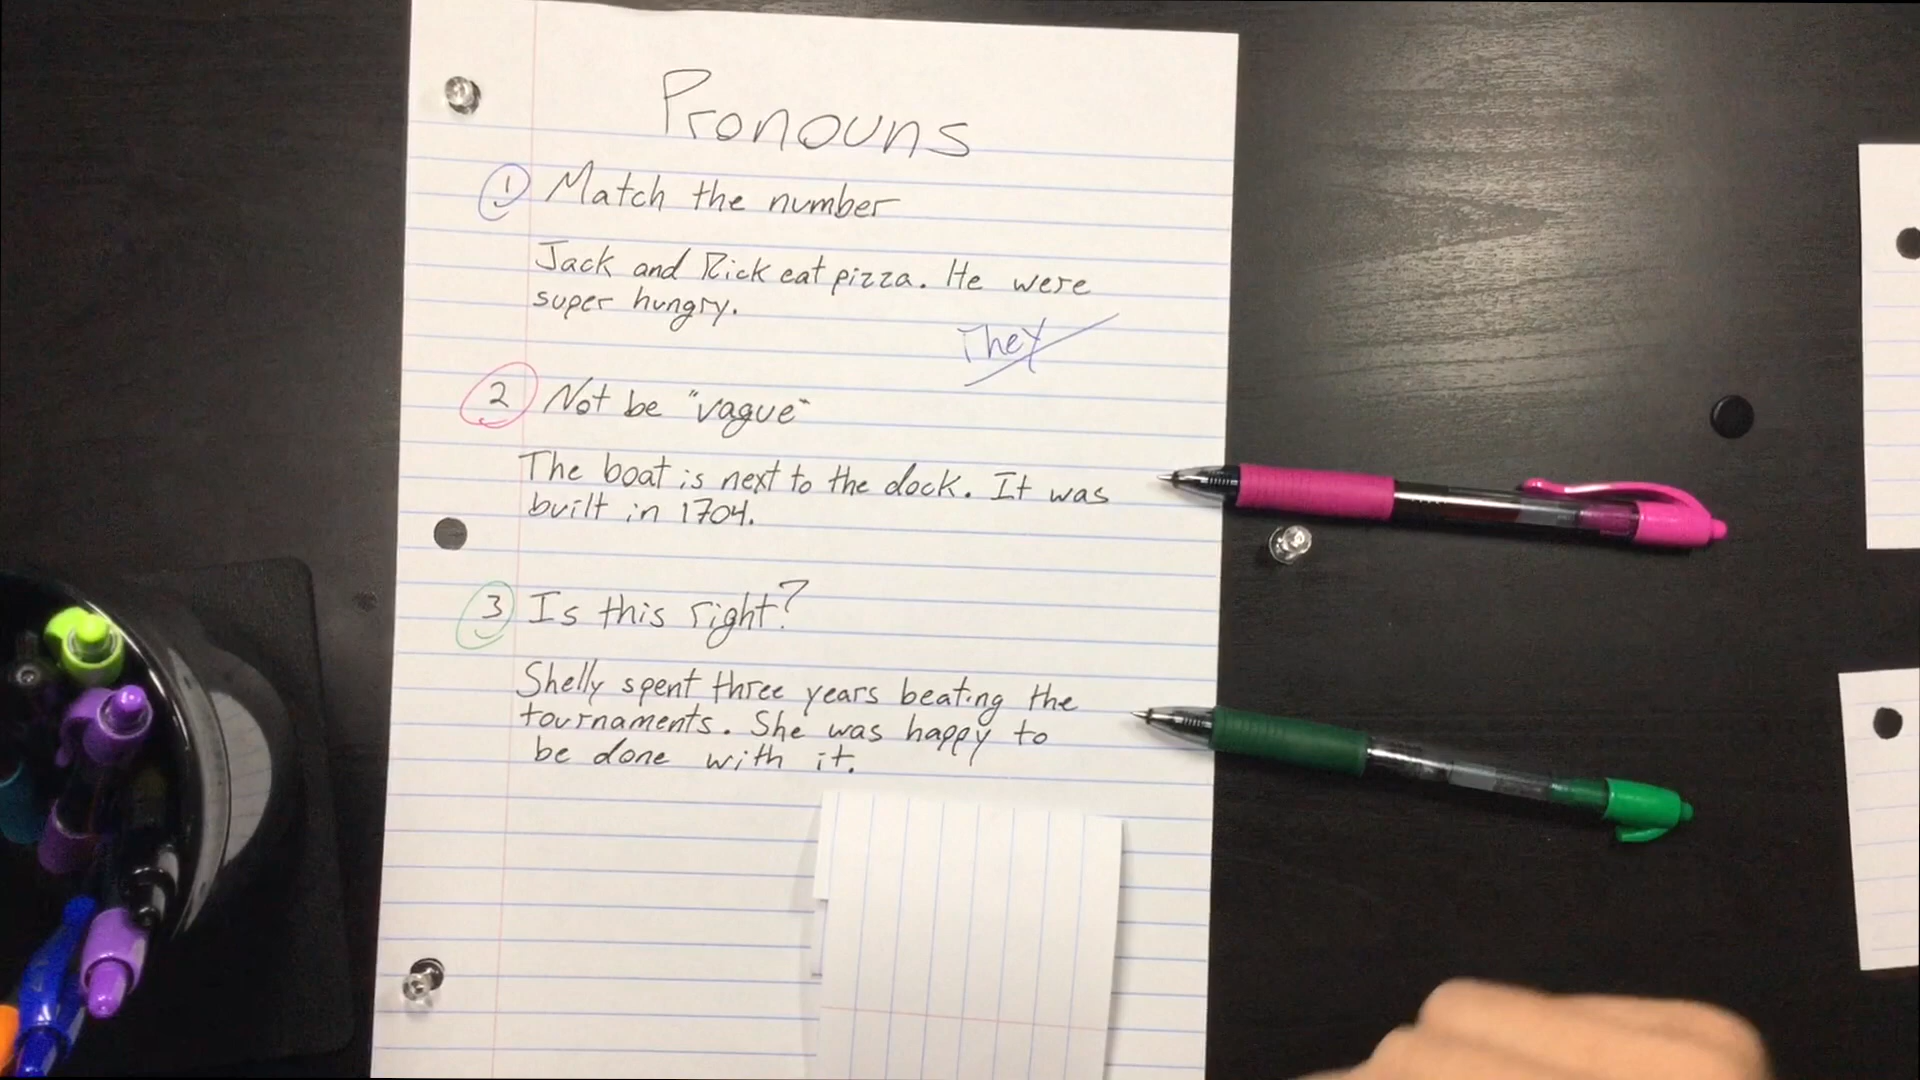 Pronouns
1 Match the number
Jack and Rick eat pizza. He were
super hungry.
They
2 Not be "vague"
The boat is next to the dock. It was
built in 1704.
3 Is this right?
Shelly spent three years beating the
tournaments. She was happy to
be done with it.